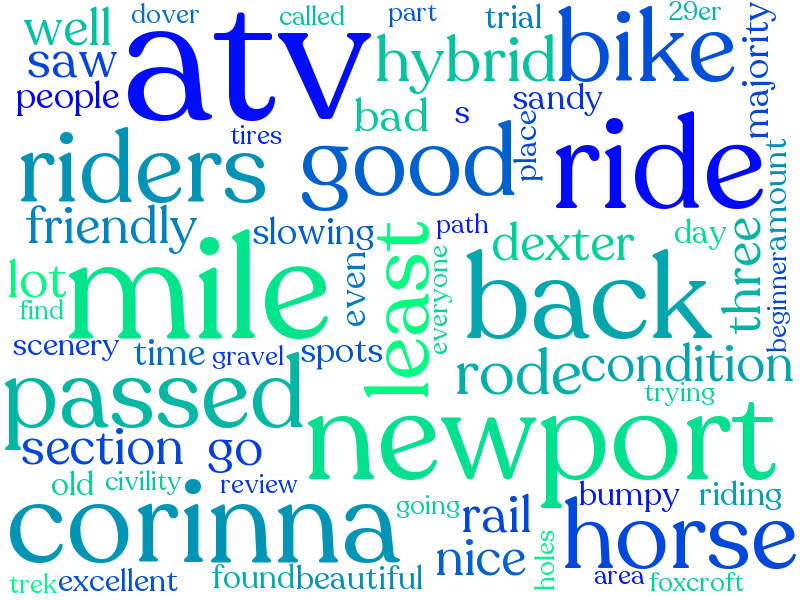 dover
called
part
trial
29er
well
atv
hybrid
bike
majority
saw
people
bad
s
sandy
tires
place
riders
good
ride
amount
friendly
slowing
path
dexter
day
three
lot
find
mile
even
least
everyone
back
beginner
scenery
time
gravel
spots
rode
condition
passed
trying
newport
section
go
old
civility
review
corinna
going
rail
bumpy
riding
horse
nice
holes
trek
excellent
found
beautiful
area
foxcroft